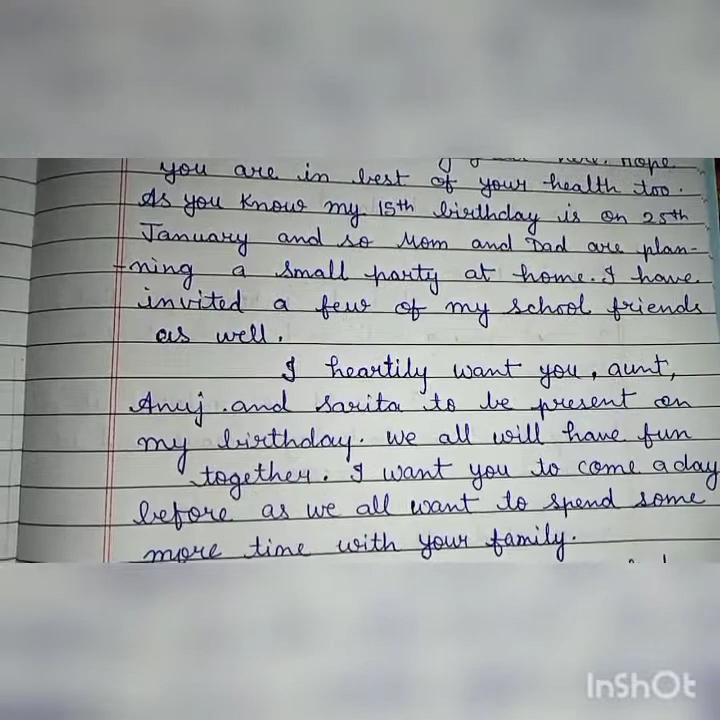 here. Hope
you are in best of your health too.
As you know my 15th birthday is on 25th
January and so Mom and Dad are plan-
-ning a small party at home. I have
invited a few of my school friends
as well.
I heartily want you, aunt,
Anuj and Sarita to be present on
my birthday. We all will have fun
together. I want you to come a day
before as we all want to spend some
more time with your family.
InShOt